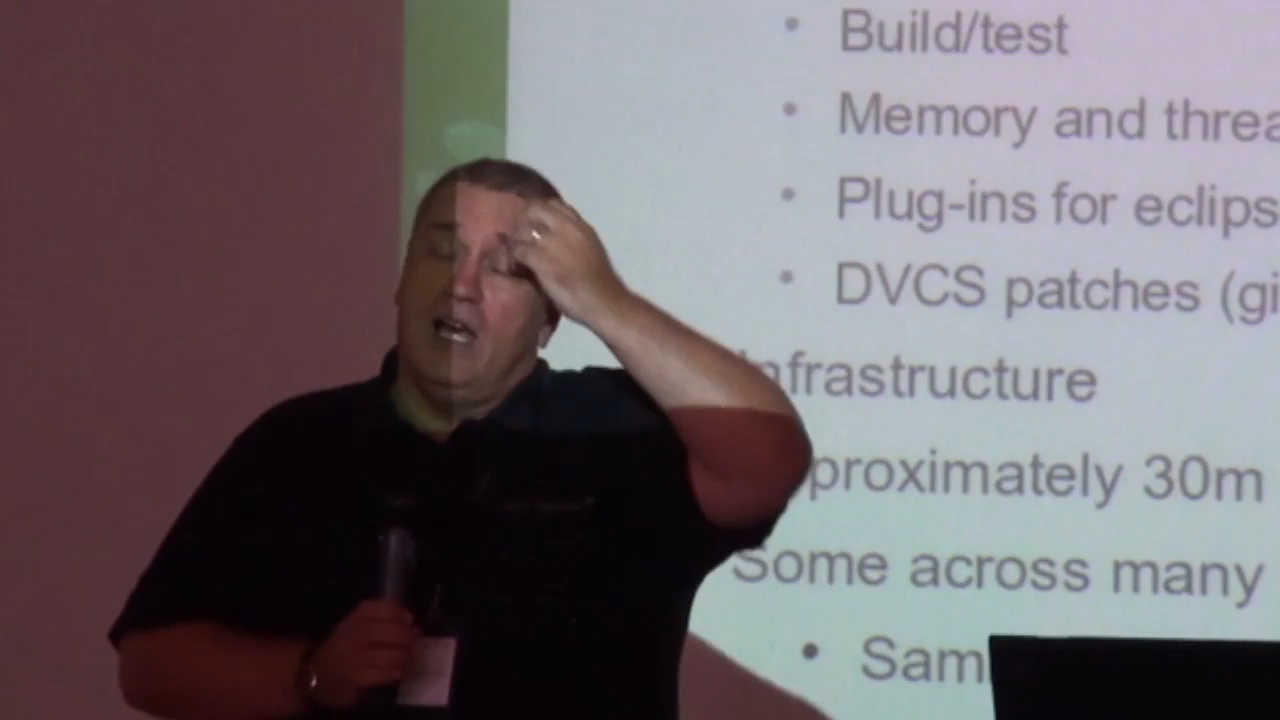 • Build/test
• Memory and threa
• Plug-ins for eclips
• DVCS patches (gi
nfrastructure
proximately 30m
Some across many
• Sam